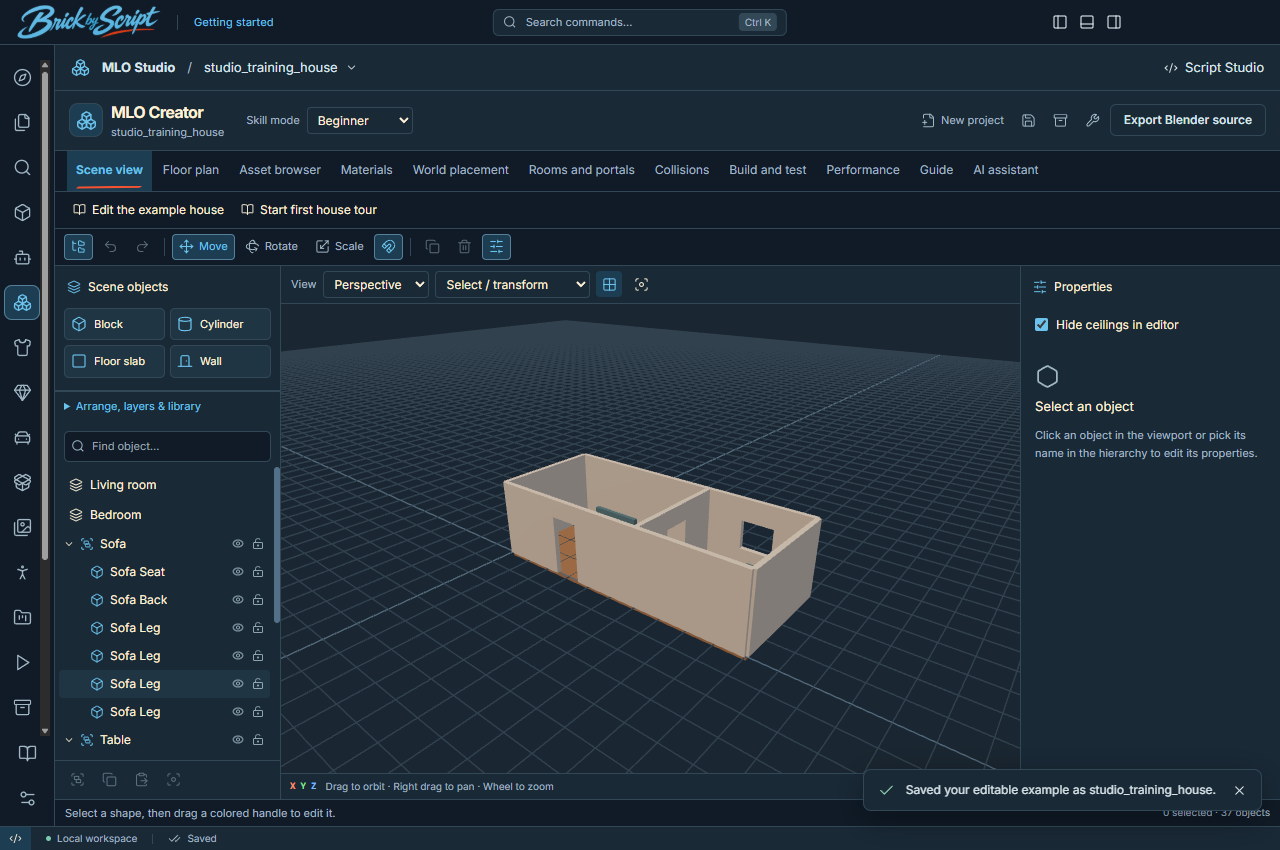 Brick by Script
Getting started
Search commands...
Ctrl K
MLO Studio / studio_training_house
Script Studio
MLO Creator
studio_training_house
Skill mode
Beginner
New project
Export Blender source
Scene view
Floor plan
Asset browser
Materials
World placement
Rooms and portals
Collisions
Build and test
Performance
Guide
AI assistant
Edit the example house
Start first house tour
Move
Rotate
Scale
Scene objects
Block
Cylinder
Floor slab
Wall
Arrange, layers & library
Find object...
Living room
Bedroom
Sofa
Sofa Seat
Sofa Back
Sofa Leg
Sofa Leg
Sofa Leg
Sofa Leg
Table
View
Perspective
Select / transform
X Y Z
Drag to orbit · Right drag to pan · Wheel to zoom
Properties
Hide ceilings in editor
Select an object
Click an object in the viewport or pick its
name in the hierarchy to edit its properties.
Saved your editable example as studio_training_house.
Select a shape, then drag a colored handle to edit it.
0 selected · 37 objects
Local workspace
Saved